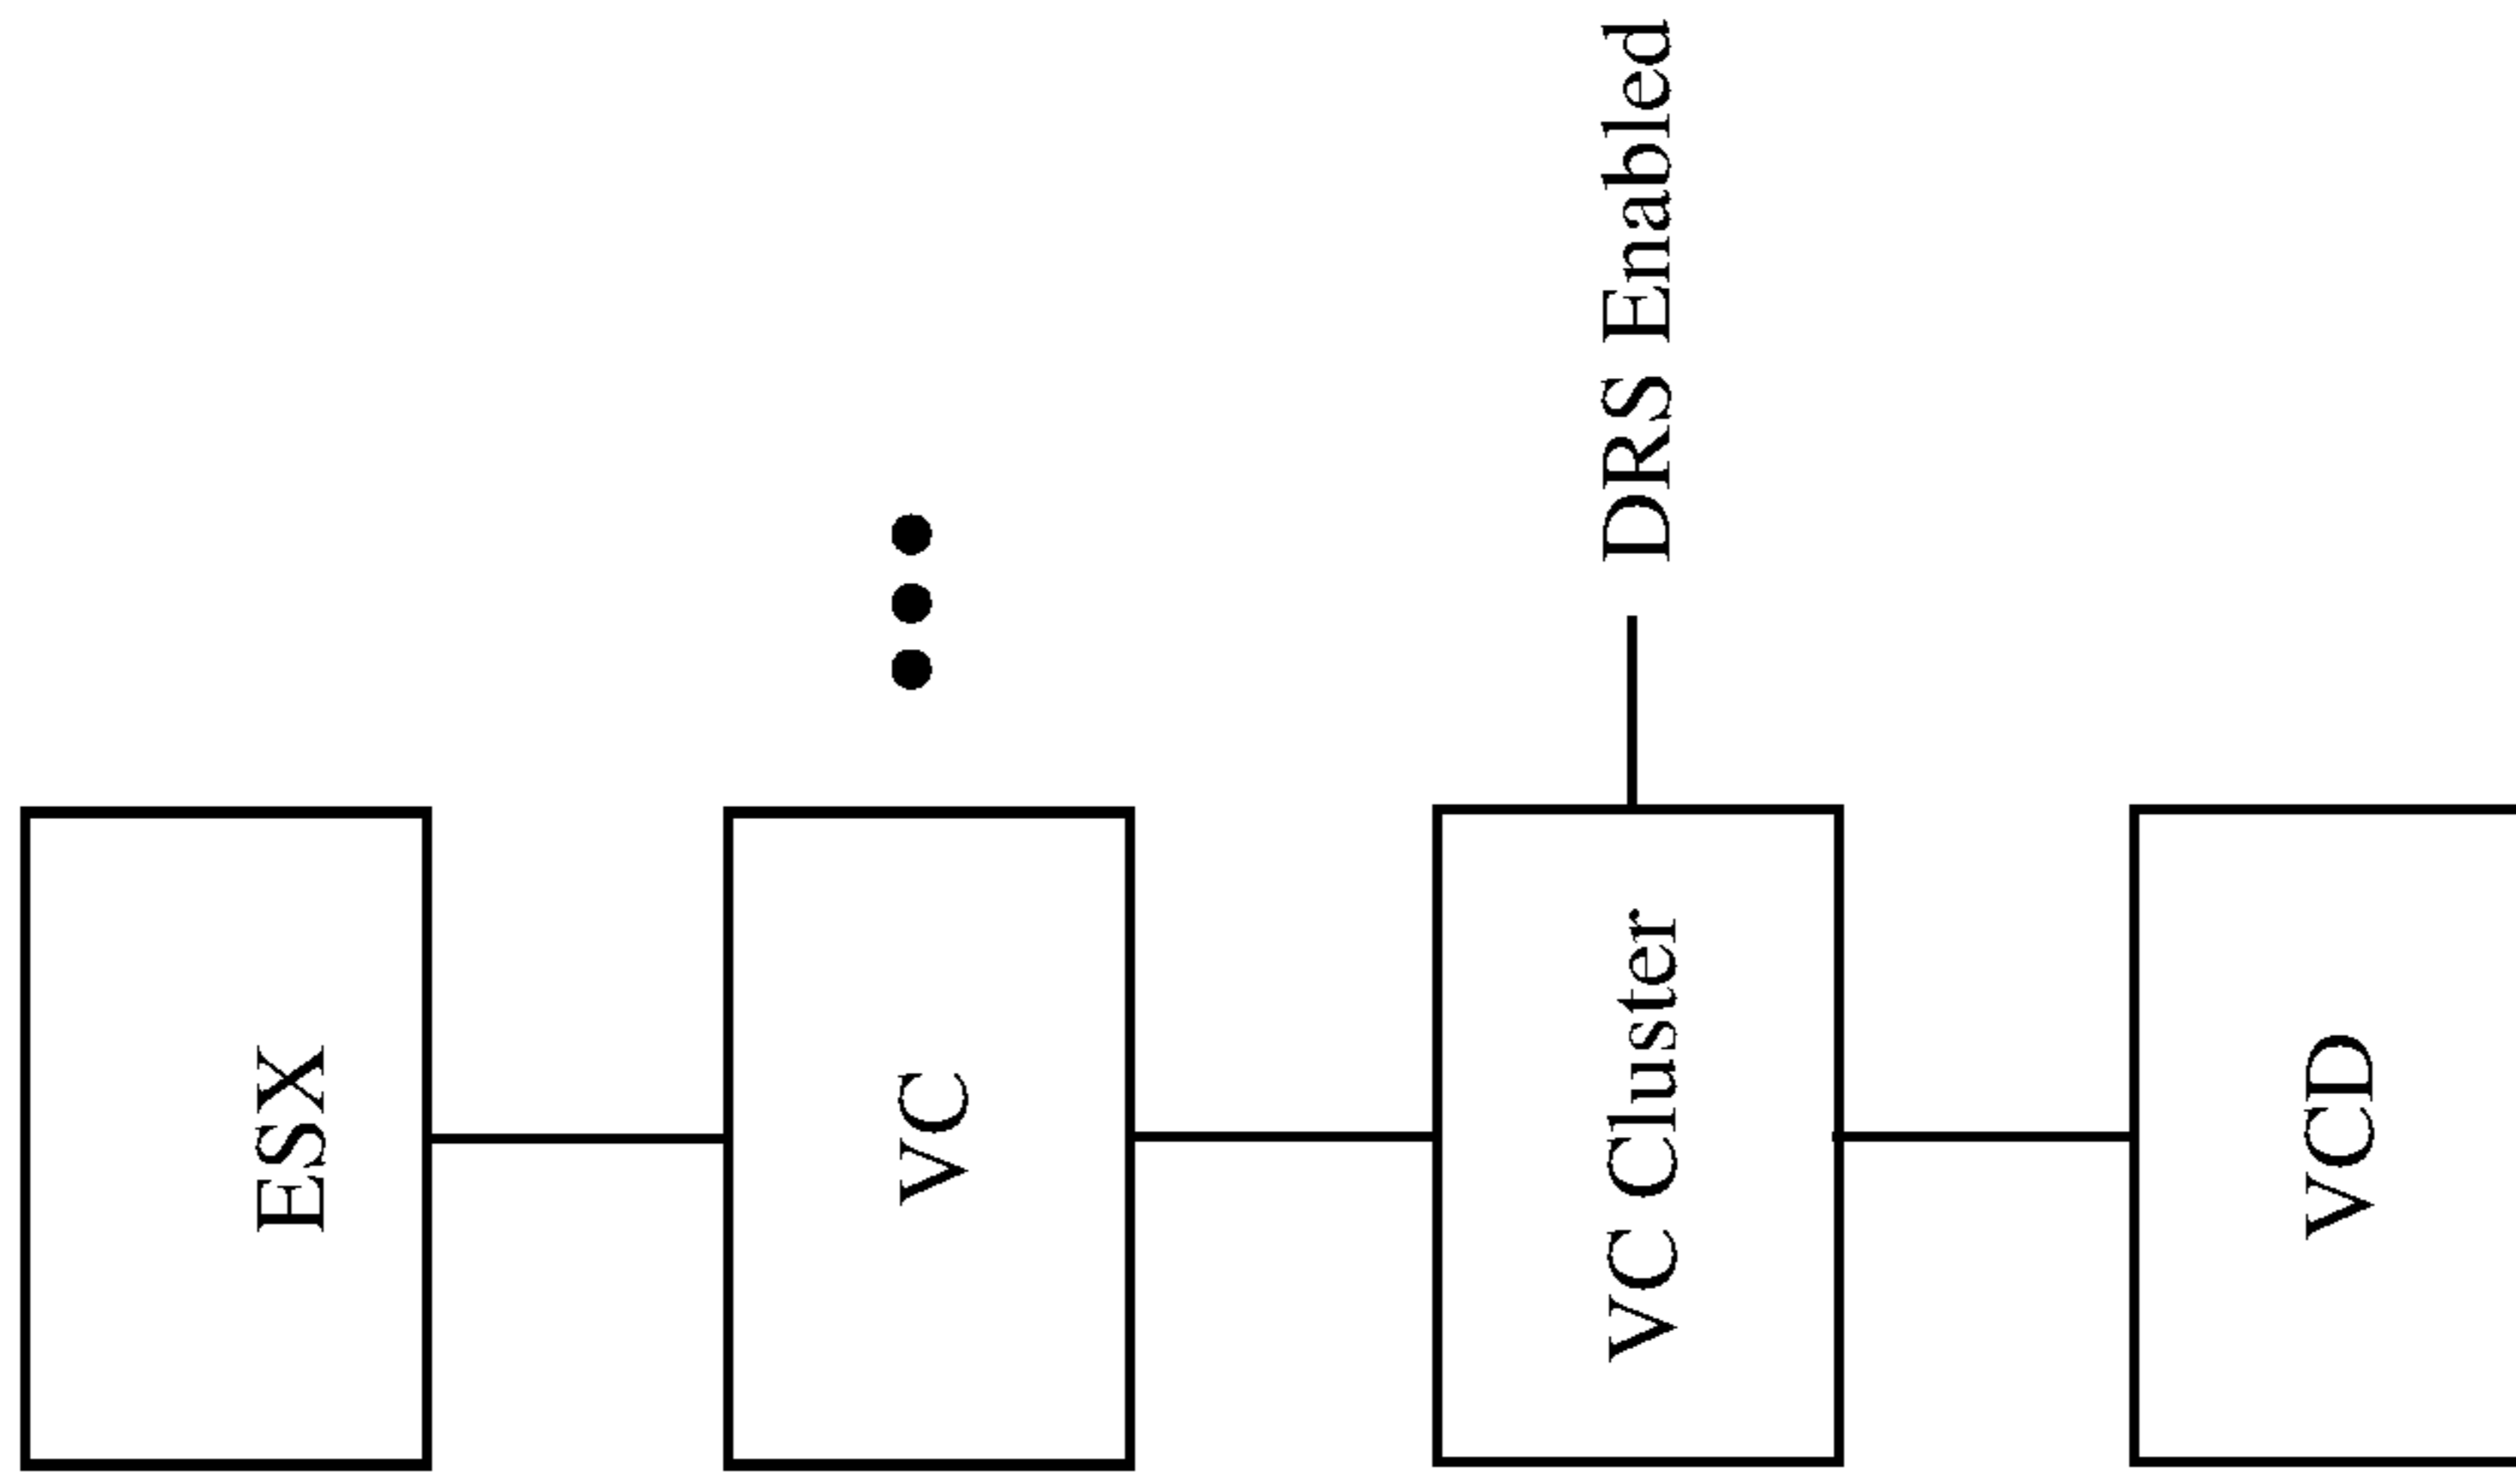 ESX
VC
VC Cluster
DRS Enabled
VCD